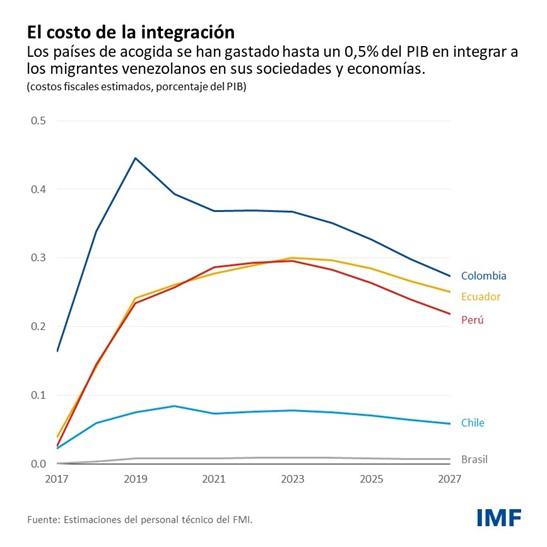 El costo de la integración
Los países de acogida se han gastado hasta un 0,5% del PIB en integrar a
los migrantes venezolanos en sus sociedades y economías.
(costos fiscales estimados, porcentaje del PIB)
0.5
0.4
0.3
0.2
0.1
0.0
Colombia
Ecuador
Perú
Chile
Brasil
2017 2019 2021 2023 2025 2027
Fuente: Estimaciones del personal técnico del FMI.
IMF